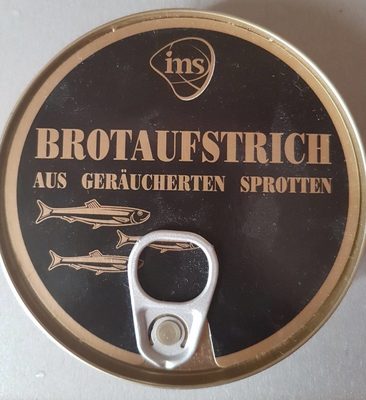 ims
BROTAUFSTRICH
AUS GERÄUCHERTEN SPROTTEN